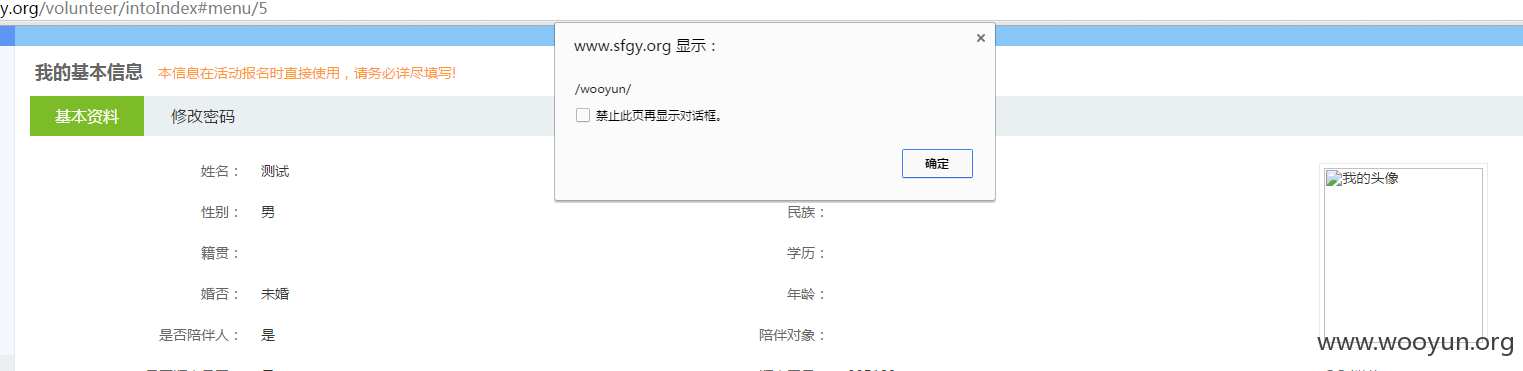 y.org/volunteer/intoIndex#menu/5
www.sfgy.org 显示：
/wooyun/
禁止此页再显示对话框。
确定
我的基本信息 本信息在活动报名时直接使用，请务必详尽填写!
基本资料 修改密码
姓名： 测试
性别： 男 民族：
籍贯： 学历：
婚否： 未婚 年龄：
是否陪伴人： 是 陪伴对象：
我的头像
www.wooyun.org